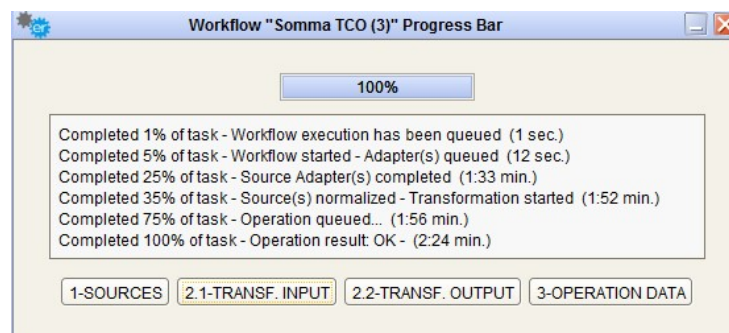 er
Workflow "Somma TCO (3)" Progress Bar
100%
Completed 1% of task - Workflow execution has been queued (1 sec.)
Completed 5% of task - Workflow started - Adapter(s) queued (12 sec.)
Completed 25% of task - Source Adapter(s) completed (1:33 min.)
Completed 35% of task - Source(s) normalized - Transformation started (1:52 min.)
Completed 75% of task - Operation queued... (1:56 min.)
Completed 100% of task - Operation result: OK - (2:24 min.)
1-SOURCES 2.1-TRANSF. INPUT 2.2-TRANSF. OUTPUT 3-OPERATION DATA